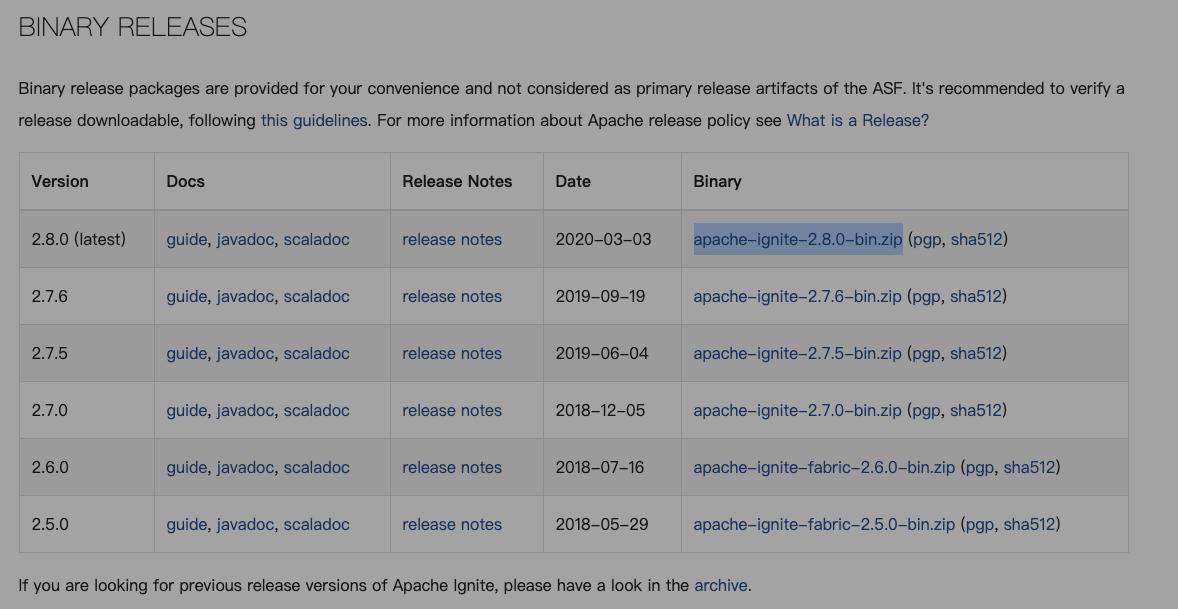 BINARY RELEASES
Binary release packages are provided for your convenience and not considered as primary release artifacts of the ASF. It's recommended to verify a
release downloadable, following this guidelines. For more information about Apache release policy see What is a Release?
Version Docs Release Notes Date Binary
2.8.0 (latest) guide, javadoc, scaladoc release notes 2020-03-03 apache-ignite-2.8.0-bin.zip (pgp, sha512)
2.7.6 guide, javadoc, scaladoc release notes 2019-09-19 apache-ignite-2.7.6-bin.zip (pgp, sha512)
2.7.5 guide, javadoc, scaladoc release notes 2019-06-04 apache-ignite-2.7.5-bin.zip (pgp, sha512)
2.7.0 guide, javadoc, scaladoc release notes 2018-12-05 apache-ignite-2.7.0-bin.zip (pgp, sha512)
2.6.0 guide, javadoc, scaladoc release notes 2018-07-16 apache-ignite-fabric-2.6.0-bin.zip (pgp, sha512)
2.5.0 guide, javadoc, scaladoc release notes 2018-05-29 apache-ignite-fabric-2.5.0-bin.zip (pgp, sha512)
If you are looking for previous release versions of Apache Ignite, please have a look in the archive.